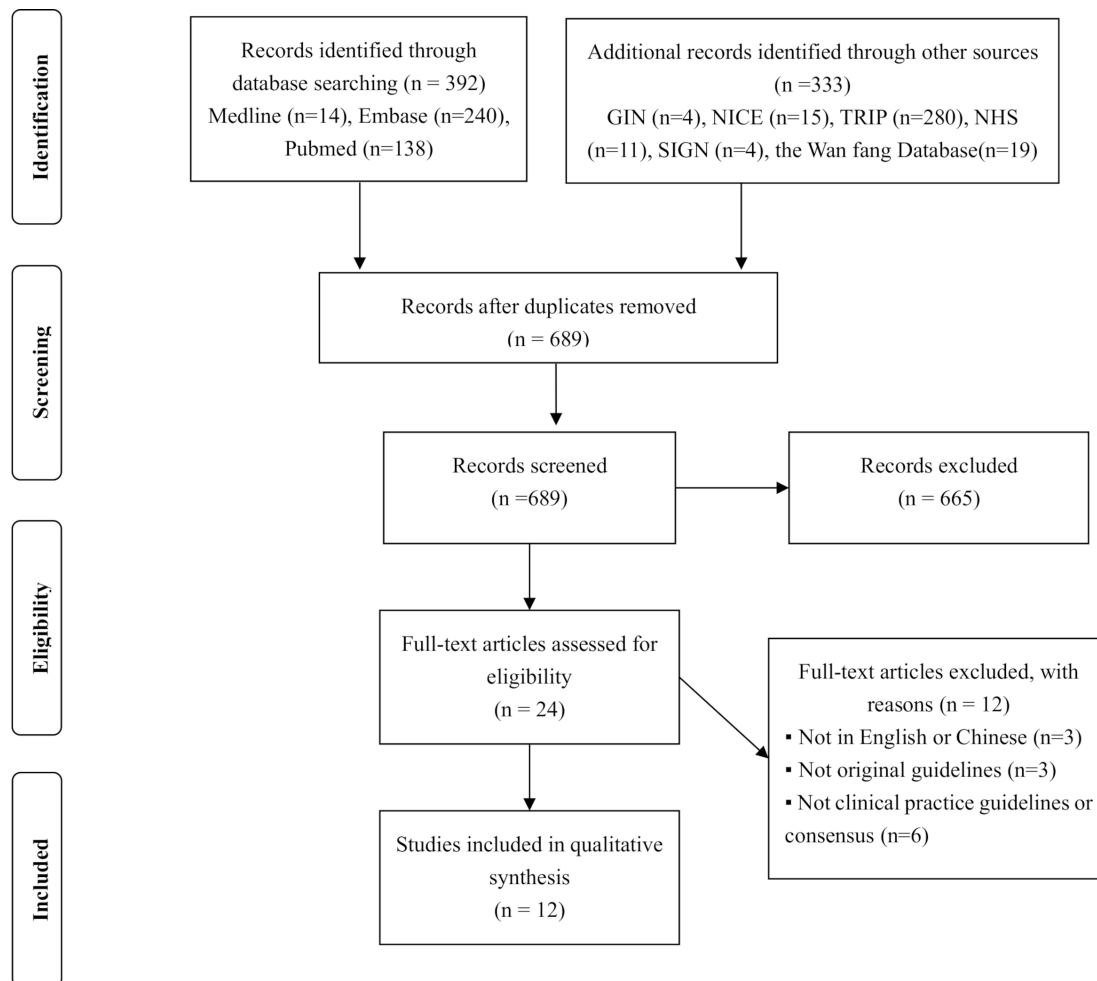 Identification
Records identified through
database searching (n = 392)
Medline (n=14), Embase (n=240),
Pubmed (n=138)
Additional records identified through other sources
(n =333)
GIN (n=4), NICE (n=15), TRIP (n=280), NHS
(n=11), SIGN (n=4), the Wan fang Database(n=19)
Screening
Records after duplicates removed
(n = 689)
Records screened
(n =689)
Records excluded
(n = 665)
Eligibility
Full-text articles assessed for
eligibility
(n = 24)
Full-text articles excluded, with
reasons (n = 12)
▪ Not in English or Chinese (n=3)
▪ Not original guidelines (n=3)
▪ Not clinical practice guidelines or
consensus (n=6)
Included
Studies included in qualitative
synthesis
(n = 12)